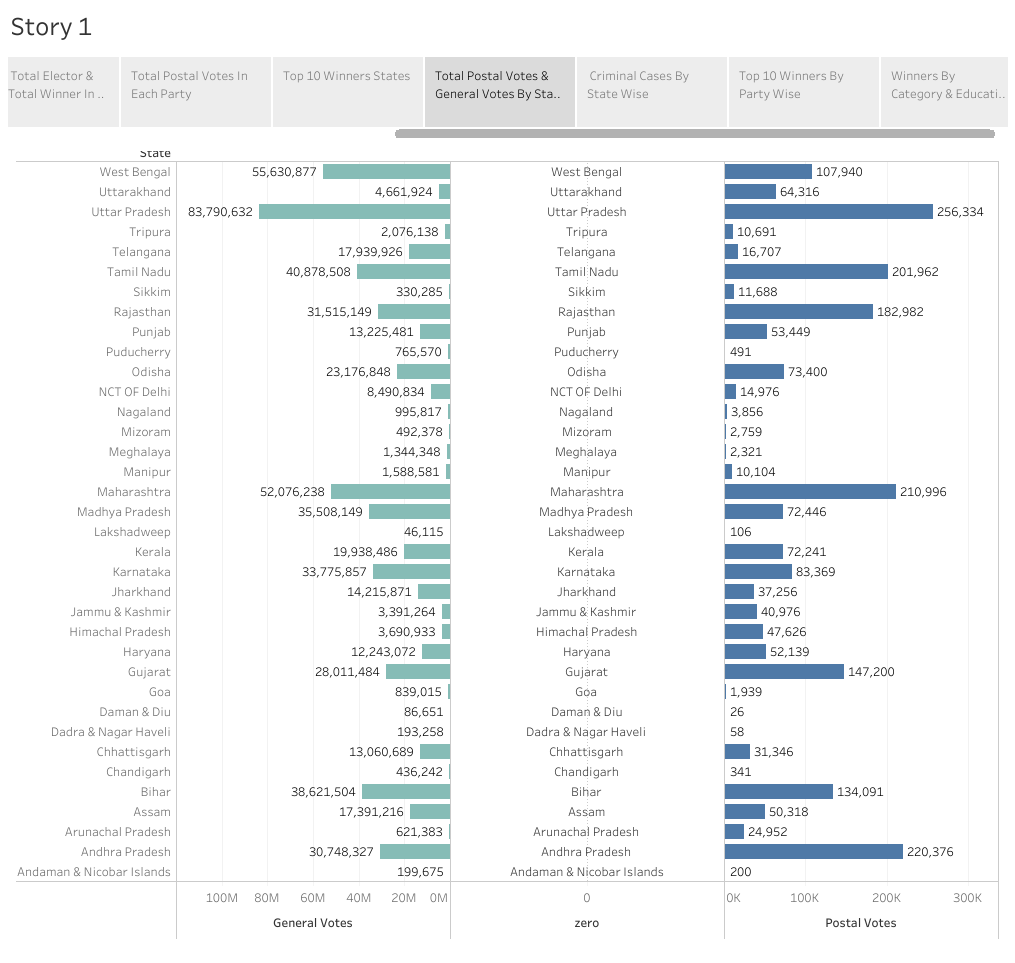 Story 1
Total Elector &
Total Winner In ..
Total Postal Votes In
Each Party
Top 10 Winners States
Total Postal Votes &
General Votes By Sta..
Criminal Cases By
State Wise
Top 10 Winners By
Party Wise
Winners By
Category & Educati..
State
West Bengal 55,630,877 West Bengal 107,940
Uttarakhand 4,661,924 Uttarakhand 64,316
Uttar Pradesh 83,790,632 Uttar Pradesh 256,334
Tripura 2,076,138 Tripura 10,691
Telangana 17,939,926 Telangana 16,707
Tamil Nadu 40,878,508 Tamil Nadu 201,962
Sikkim 330,285 Sikkim 11,688
Rajasthan 31,515,149 Rajasthan 182,982
Punjab 13,225,481 Punjab 53,449
Puducherry 765,570 Puducherry 491
Odisha 23,176,848 Odisha 73,400
NCT OF Delhi 8,490,834 NCT OF Delhi 14,976
Nagaland 995,817 Nagaland 3,856
Mizoram 492,378 Mizoram 2,759
Meghalaya 1,344,348 Meghalaya 2,321
Manipur 1,588,581 Manipur 10,104
Maharashtra 52,076,238 Maharashtra 210,996
Madhya Pradesh 35,508,149 Madhya Pradesh 72,446
Lakshadweep 46,115 Lakshadweep 106
Kerala 19,938,486 Kerala 72,241
Karnataka 33,775,857 Karnataka 83,369
Jharkhand 14,215,871 Jharkhand 37,256
Jammu & Kashmir 3,391,264 Jammu & Kashmir 40,976
Himachal Pradesh 3,690,933 Himachal Pradesh 47,626
Haryana 12,243,072 Haryana 52,139
Gujarat 28,011,484 Gujarat 147,200
Goa 839,015 Goa 1,939
Daman & Diu 86,651 Daman & Diu 26
Dadra & Nagar Haveli 193,258 Dadra & Nagar Haveli 58
Chhattisgarh 13,060,689 Chhattisgarh 31,346
Chandigarh 436,242 Chandigarh 341
Bihar 38,621,504 Bihar 134,091
Assam 17,391,216 Assam 50,318
Arunachal Pradesh 621,383 Arunachal Pradesh 24,952
Andhra Pradesh 30,748,327 Andhra Pradesh 220,376
Andaman & Nicobar Islands 199,675 Andaman & Nicobar Islands 200
100M 80M 60M 40M 20M 0M 0 0K 100K 200K 300K
General Votes zero Postal Votes